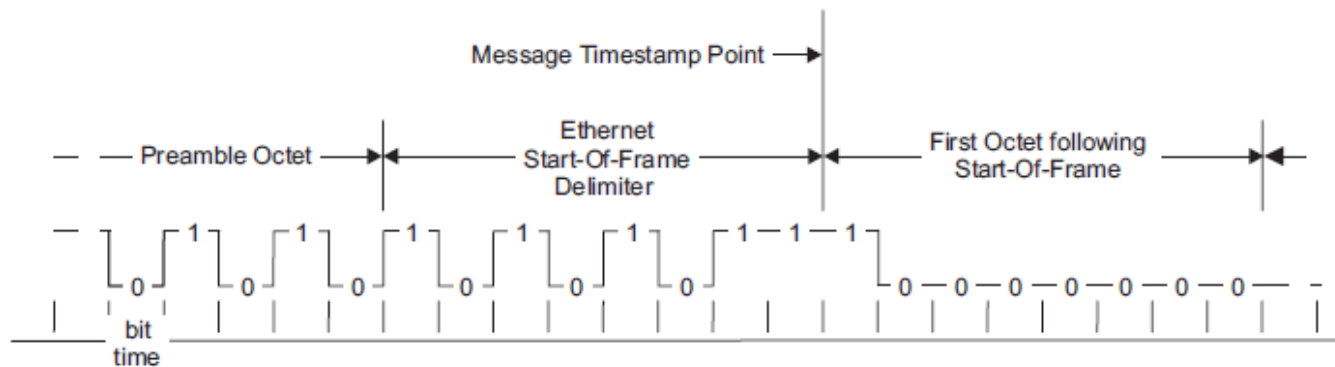 Message Timestamp Point
Preamble Octet
Ethernet
Start-Of-Frame
Delimiter
First Octet following
Start-Of-Frame
1 1 1 1 1 1 1 1
0 0 0 0 0 0 0 0 0 0 0 0 0
bit
time